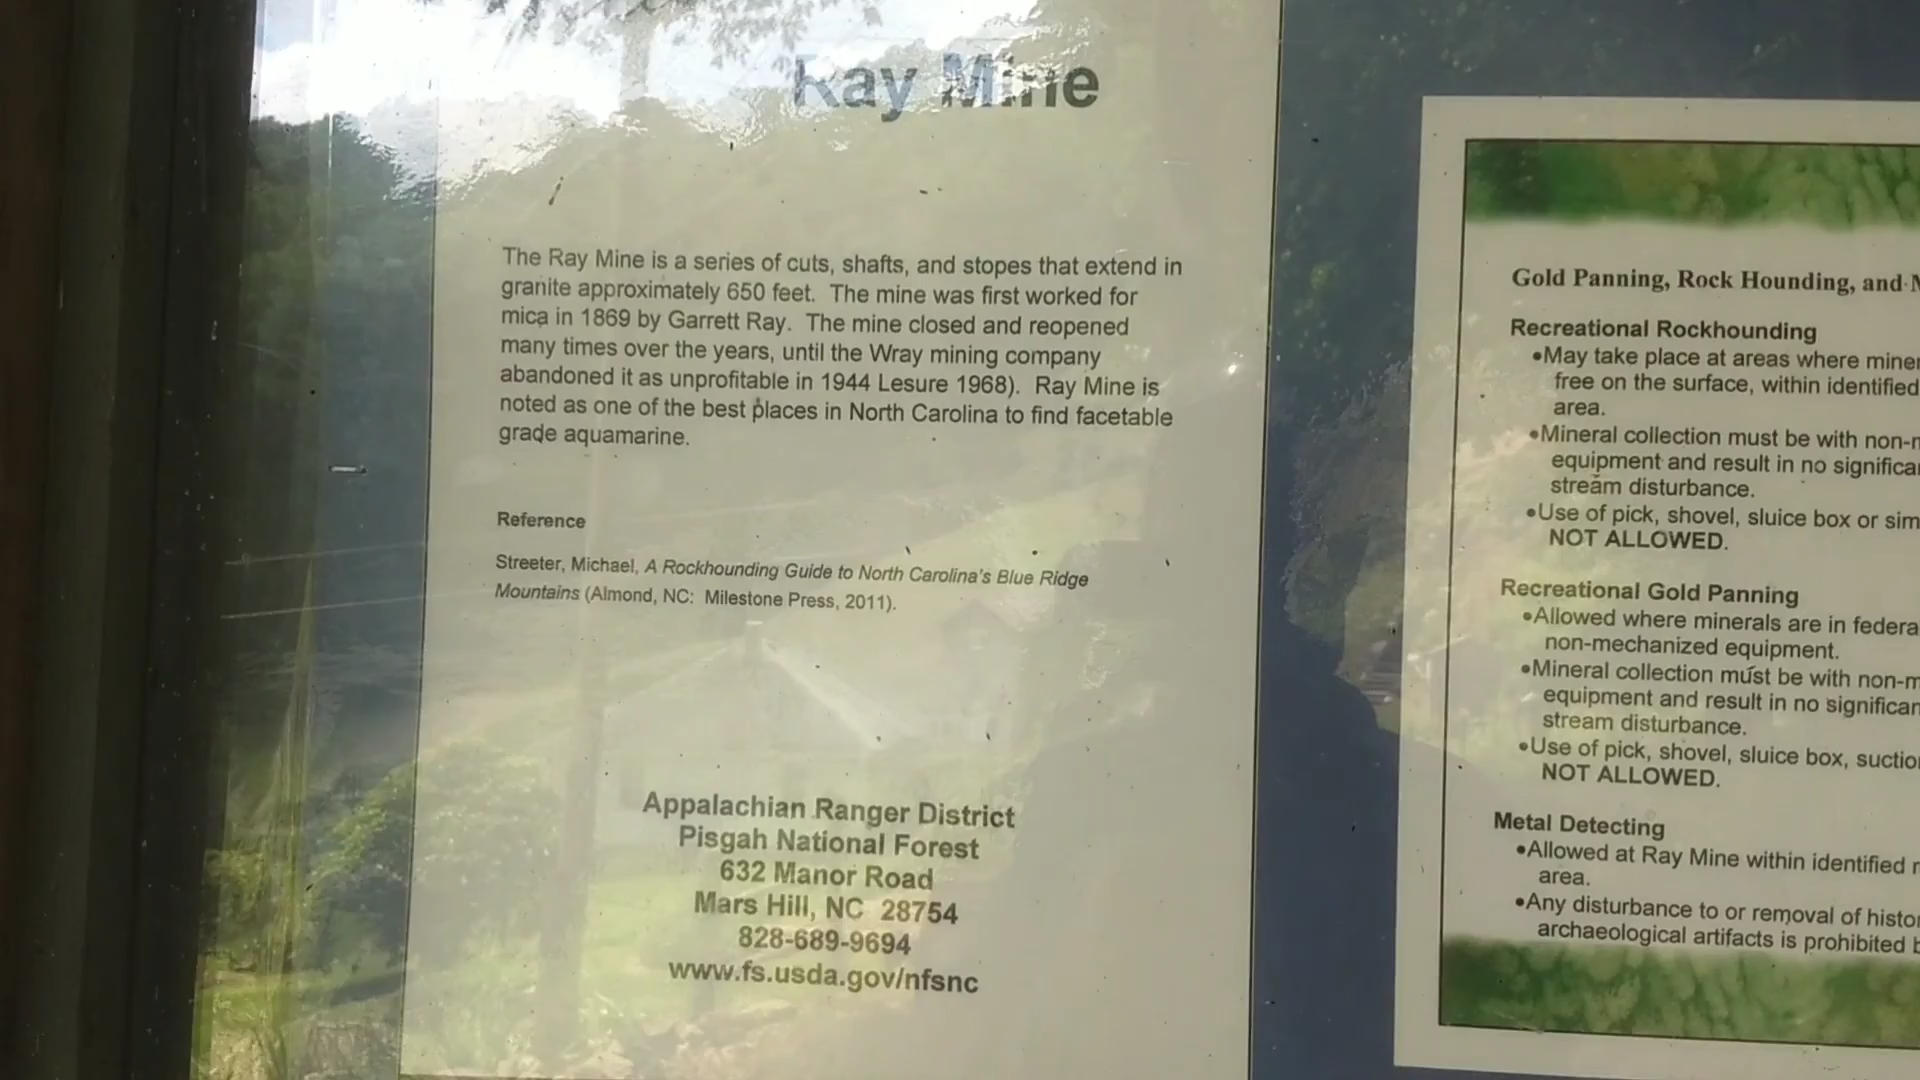 Ray Mine
The Ray Mine is a series of cuts, shafts, and stopes that extend in
granite approximately 650 feet.  The mine was first worked for
mica in 1869 by Garrett Ray.  The mine closed and reopened
many times over the years, until the Wray mining company
abandoned it as unprofitable in 1944 Lesure 1968).  Ray Mine is
noted as one of the best places in North Carolina to find facetable
grade aquamarine.
Reference
Streeter, Michael, A Rockhounding Guide to North Carolina's Blue Ridge
Mountains (Almond, NC:  Milestone Press, 2011).
Appalachian Ranger District
Pisgah National Forest
632 Manor Road
Mars Hill, NC  28754
828-689-9694
www.fs.usda.gov/nfsnc
Gold Panning, Rock Hounding, and
Recreational Rockhounding
•May take place at areas where
free on the surface, within identified
area.
•Mineral collection must be with
equipment and result in no
stream disturbance.
•Use of pick, shovel, sluice box or
NOT ALLOWED.
Recreational Gold Panning
•Allowed where minerals are in
non-mechanized equipment.
•Mineral collection must be with
equipment and result in no
stream disturbance.
•Use of pick, shovel, sluice box,
NOT ALLOWED.
Metal Detecting
•Allowed at Ray Mine within identified
area.
•Any disturbance to or removal of
archaeological artifacts is prohibited